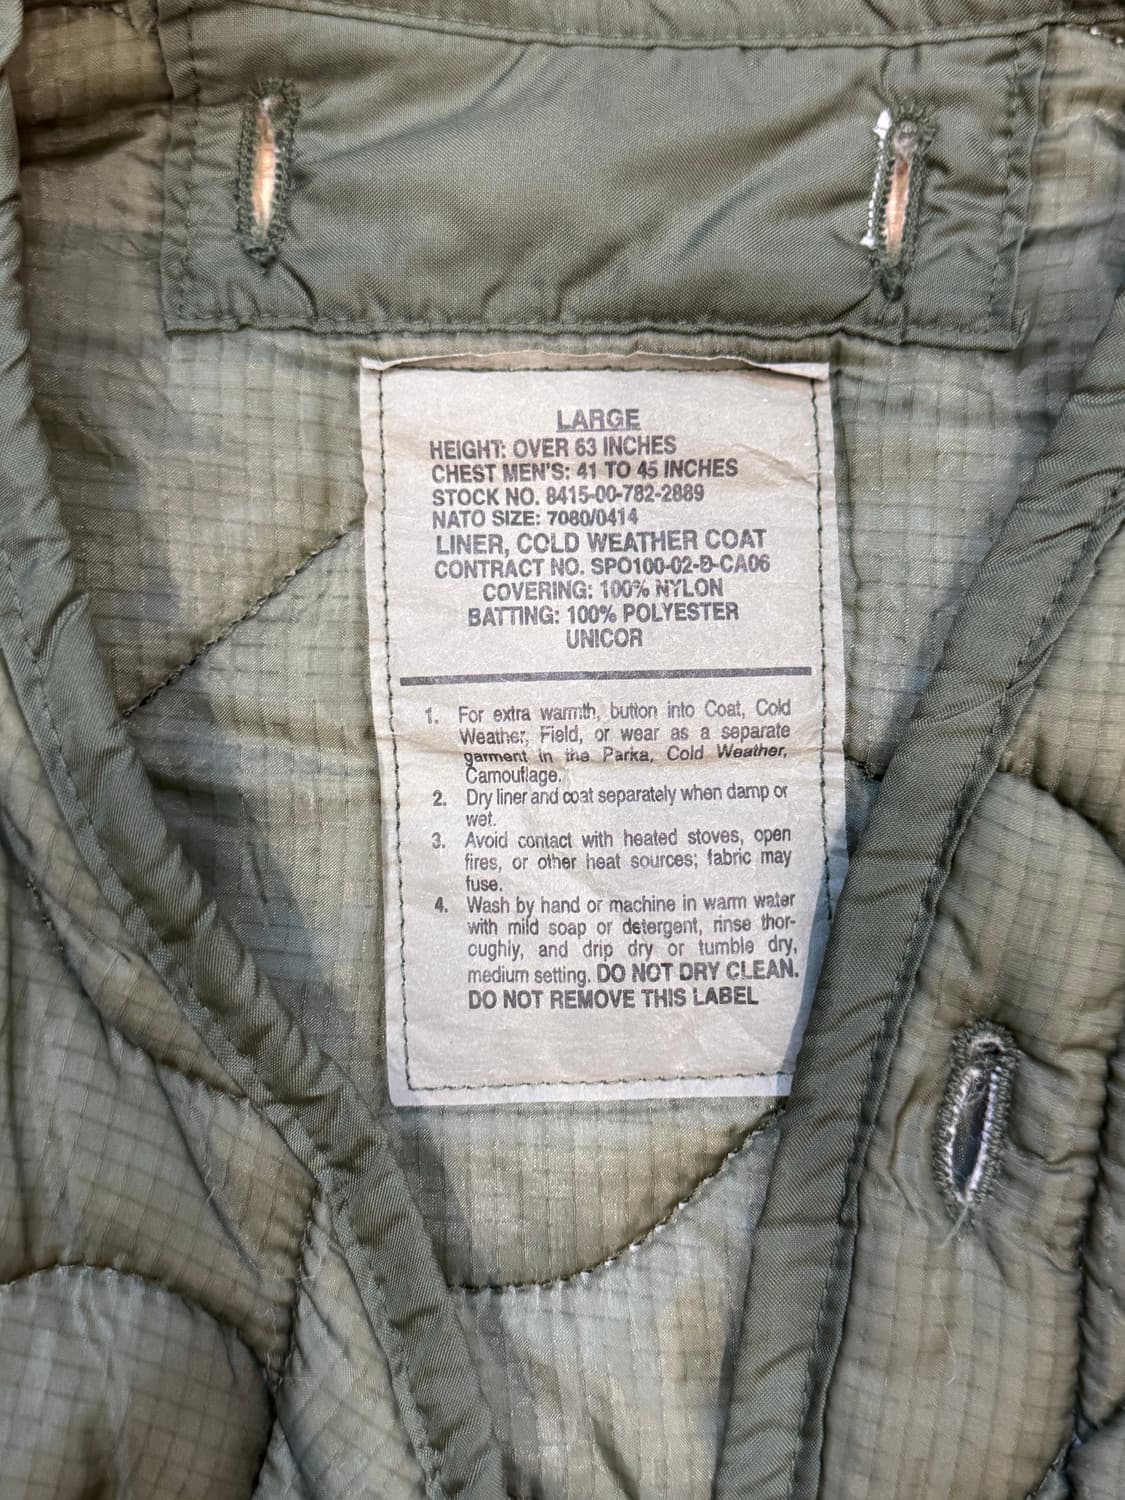 LARGE
HEIGHT: OVER 63 INCHES
CHEST MEN'S: 41 TO 45 INCHES
STOCK NO. 8415-00-782-2889
NATO SIZE: 7080/0414
LINER, COLD WEATHER COAT
CONTRACT NO. SPO100-02-D-CA06
COVERING: 100% NYLON
BATTING: 100% POLYESTER
UNICOR
1. For extra warmth, button into Coat, Cold
Weather, Field, or wear as a separate
garment in the Parka, Cold Weather,
Camouflage.
2. Dry liner and coat separately when damp or
wet.
3. Avoid contact with heated stoves, open
fires, or other heat sources; fabric may
fuse.
4. Wash by hand or machine in warm water
with mild soap or detergent, rinse thor-
oughly, and drip dry or tumble dry,
medium setting. DO NOT DRY CLEAN.
DO NOT REMOVE THIS LABEL